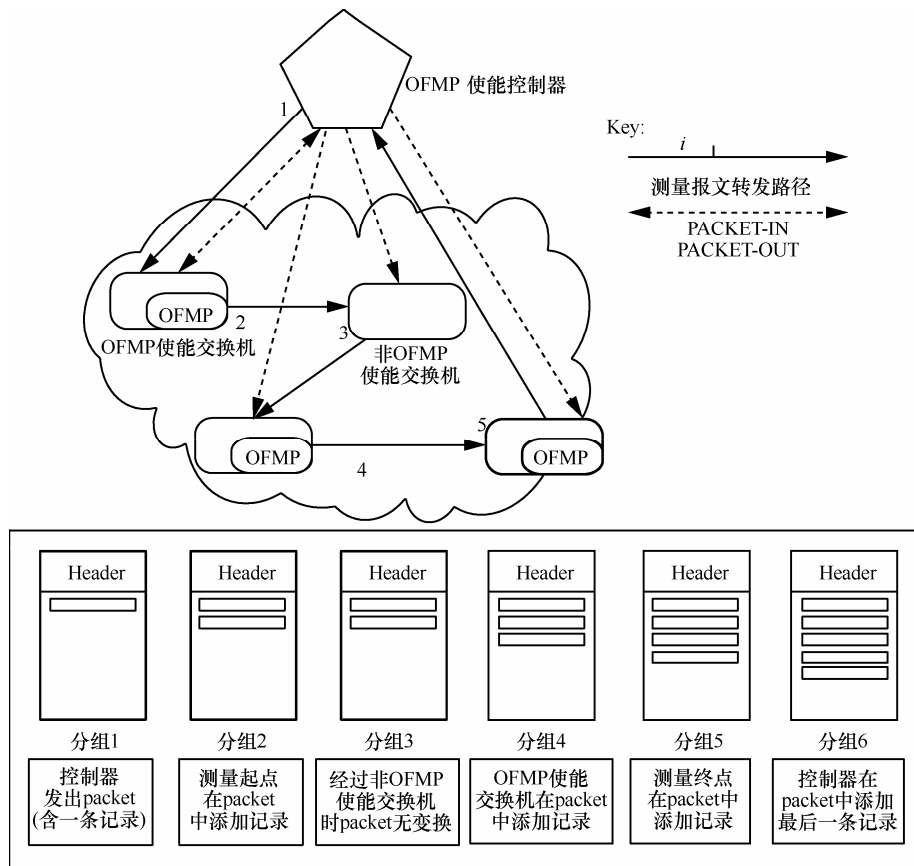 OFMP 使能控制器
1
Key:
i
测量报文转发路径
PACKET-IN
PACKET-OUT
OFMP
2
OFMP使能交换机
3
非OFMP
使能交换机
OFMP
4
5
OFMP
Header
Header
Header
Header
Header
Header
分组1
分组2
分组3
分组4
分组5
分组6
控制器
发出packet
(含一条记录)
测量起点
在packet
中添加记录
经过非OFMP
使能交换机
时packet无变换
OFMP使能
交换机在packet
中添加记录
测量终点
在packet中
添加记录
控制器在
packet中添加
最后一条记录